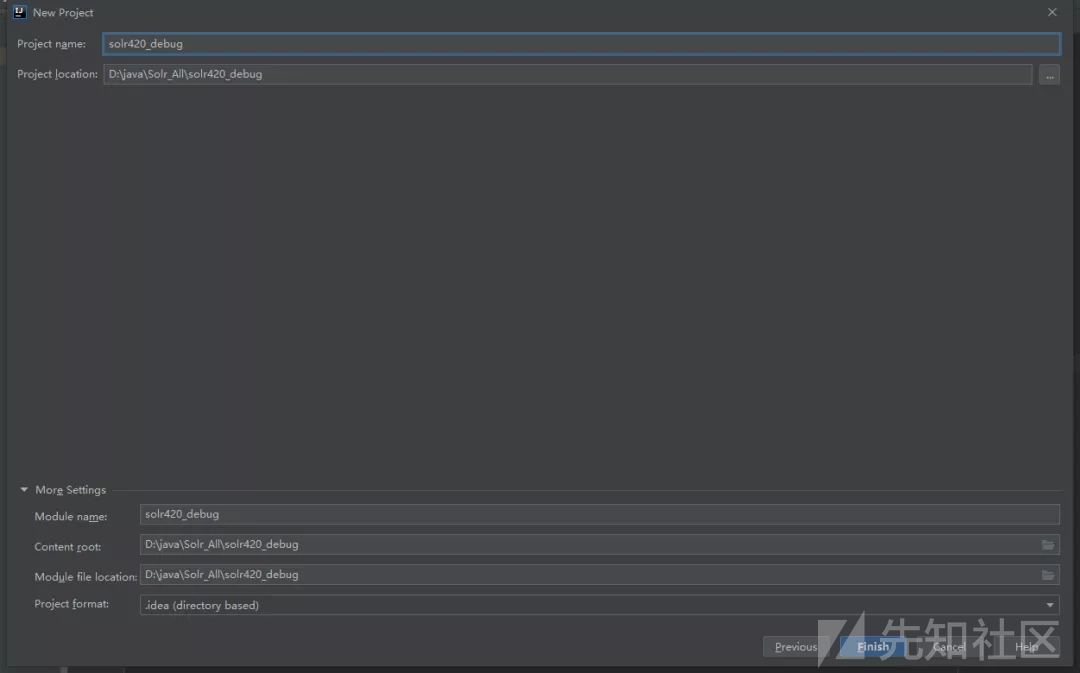 New Project
Project name: solr420_debug
Project location: D:\java\Solr_All\solr420_debug ...
More Settings
Module name: solr420_debug
Content root: D:\java\Solr_All\solr420_debug
Module file location: D:\java\Solr_All\solr420_debug
Project format: .idea (directory based)
Previous Finish Cancel Help
先知社区